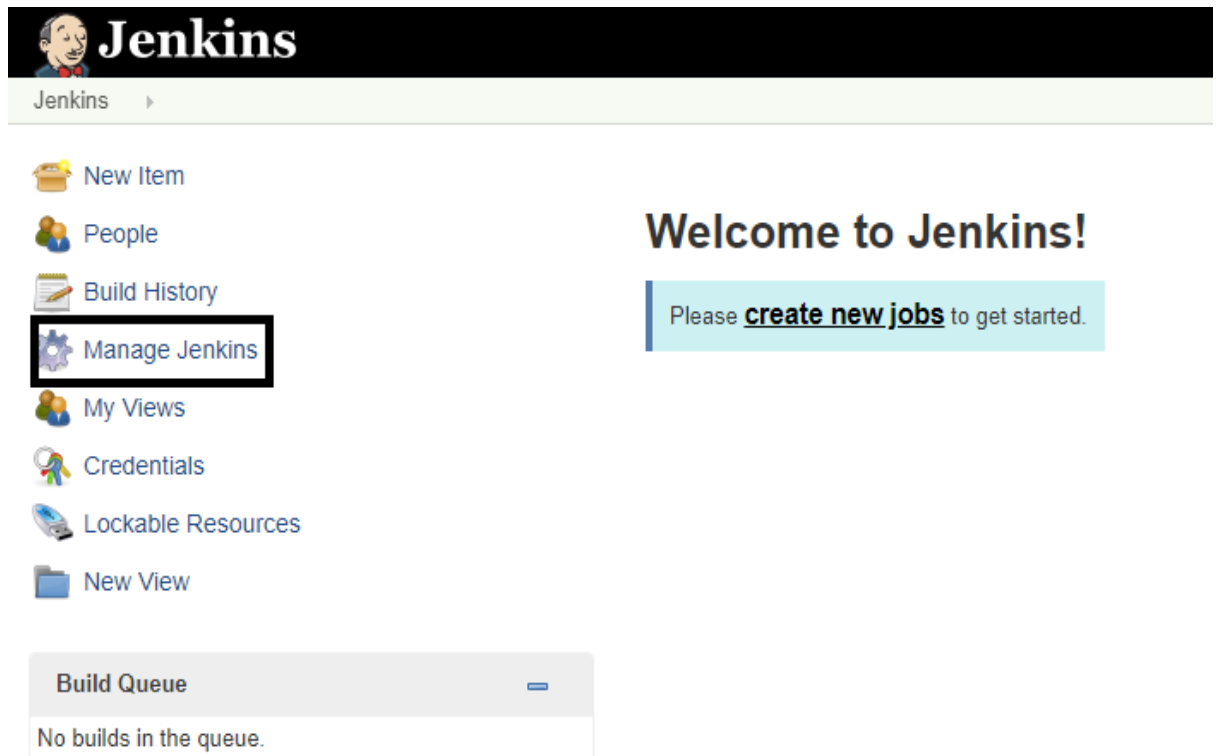 Jenkins
Jenkins
New Item
People
Build History
Manage Jenkins
My Views
Credentials
Lockable Resources
New View
Welcome to Jenkins!
Please create new jobs to get started.
Build Queue
No builds in the queue.